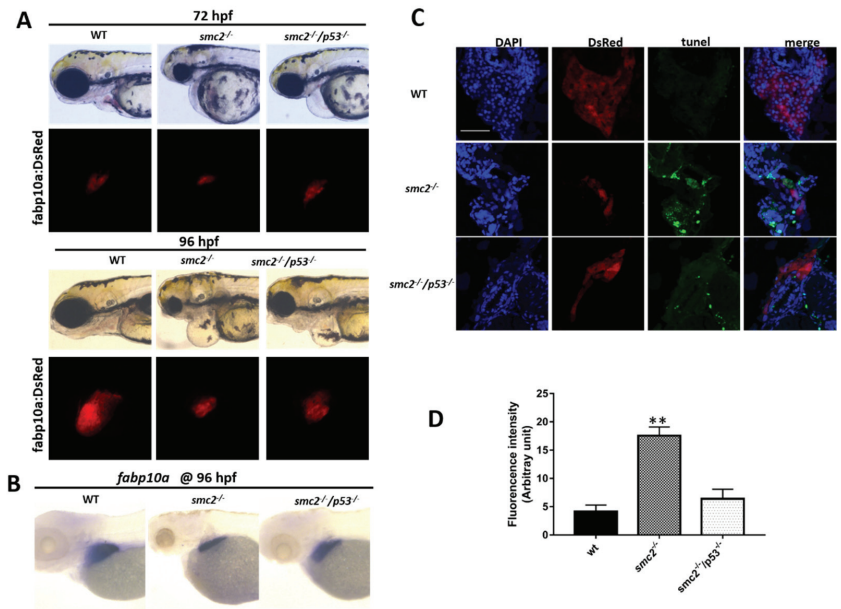 A
72 hpf
WT smc2-/- smc2-/-/p53-/-
fabp10a:DsRed
96 hpf
WT smc2-/- smc2-/-/p53-/-
fabp10a:DsRed
B
fabp10a @ 96 hpf
WT smc2-/- smc2-/-/p53-/-
C
DAPI DsRed tunel merge
WT
smc2-/-
smc2-/-/p53-/-
D
Fluorencence intensity
(Arbitray unit)
25
20
15
10
5
0
**
wt
smc2-/-
smc2-/-/p53-/-